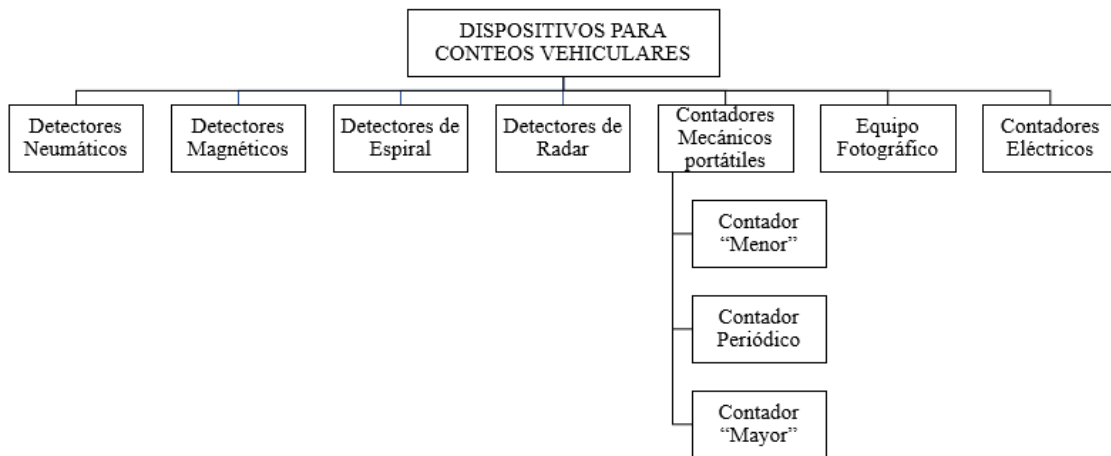 DISPOSITIVOS PARA
CONTEOS VEHICULARES
Detectores
Neumáticos
Detectores
Magnéticos
Detectores de
Espiral
Detectores de
Radar
Contadores
Mecánicos
portátiles
Equipo
Fotográfico
Contadores
Eléctricos
Contador
“Menor”
Contador
Periódico
Contador
“Mayor”